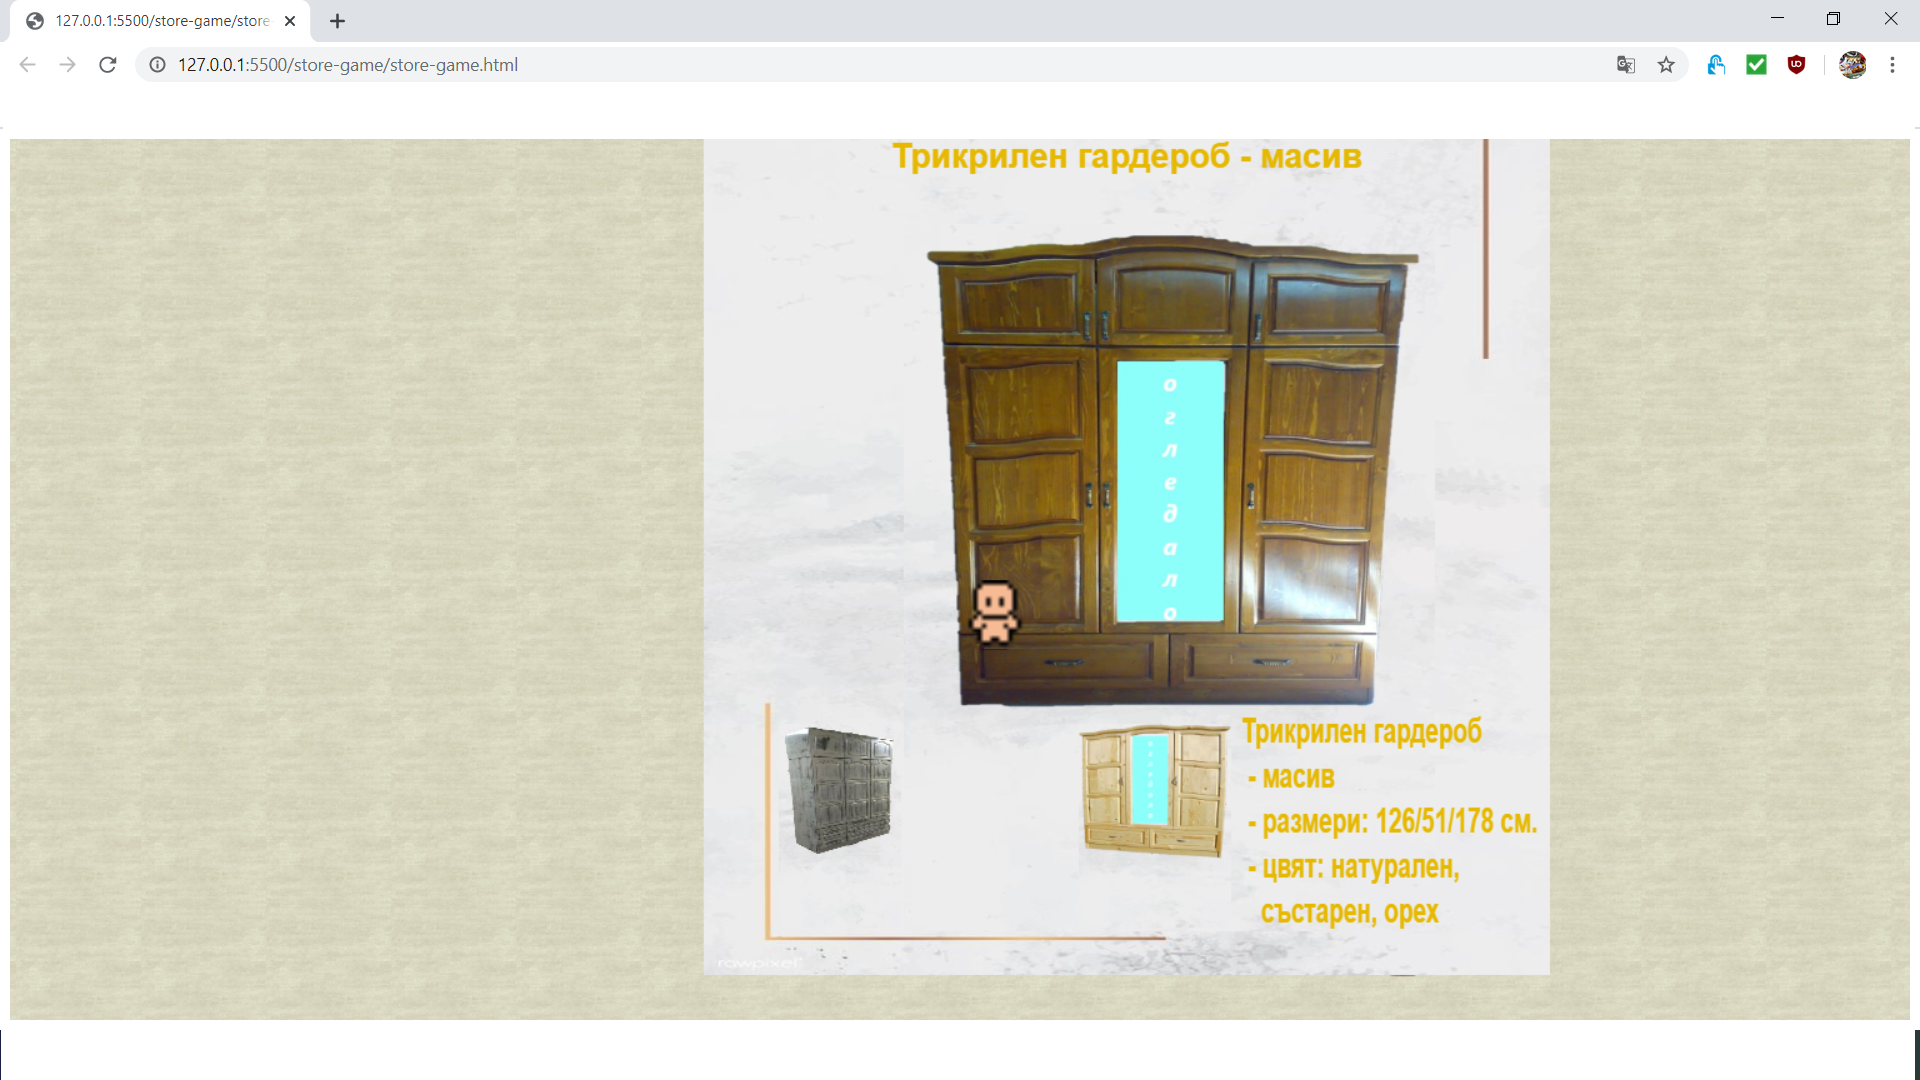 127.0.0.1:5500/store-game/store-
127.0.0.1:5500/store-game/store-game.html
Трикрилен гардероб - масив
огледало
Трикрилен гардероб
- масив
- размери: 126/51/178 см.
- цвят: натурален,
състарен, орех
rawpixel